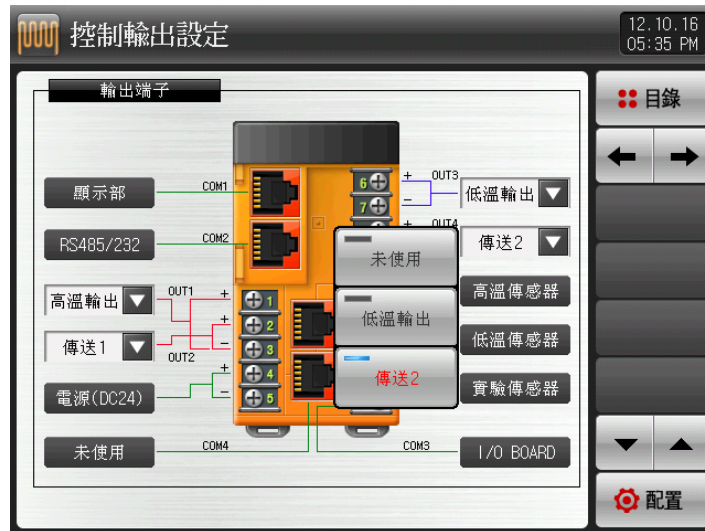 控制輸出設定
12.10.16
05:35 PM
輸出端子
目錄
顯示部
COM1
6
+
OUT3
低溫輸出
7
-
RS485/232
COM2
+
OUT4
傳送2
未使用
高溫輸出
OUT1
+
1
高溫傳感器
+
2
低溫輸出
低溫傳感器
傳送1
OUT2
-
3
+
4
傳送2
實驗傳感器
電源(DC24)
-
5
未使用
COM4
COM3
I/O BOARD
配置